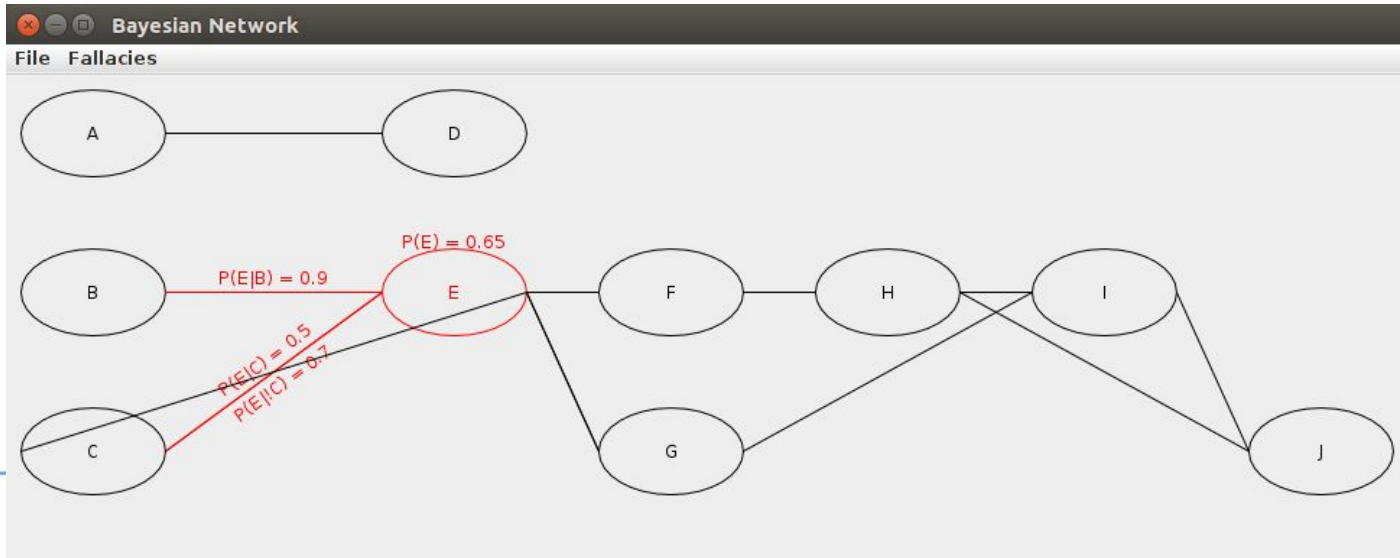 Bayesian Network
File Fallacies
A
D
P(E) = 0.65
B
P(E|B) = 0.9
E
F
H
I
P(E|C) = 0.5
P(E|!C) = 0.7
C
G
J